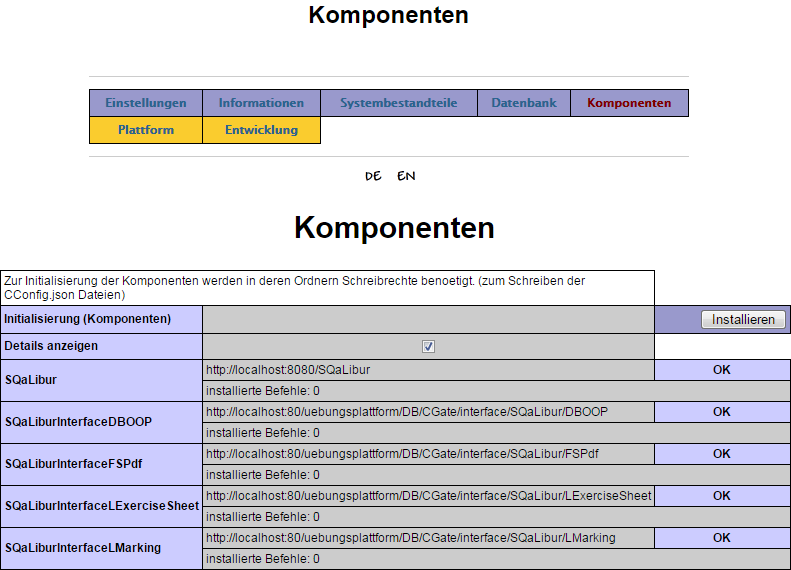 Komponenten
Einstellungen Informationen Systembestandteile Datenbank Komponenten
Plattform Entwicklung
DE EN
Komponenten
Zur Initialisierung der Komponenten werden in deren Ordnern Schreibrechte benoetigt. (zum Schreiben der
CConfig.json Dateien)
Initialisierung (Komponenten) Installieren
Details anzeigen
SQaLibur http://localhost:8080/SQaLibur OK
installierte Befehle: 0
SQaLiburInterfaceDBOOP http://localhost:80/uebungsplattform/DB/CGate/interface/SQaLibur/DBOOP OK
installierte Befehle: 0
SQaLiburInterfaceFSPdf http://localhost:80/uebungsplattform/DB/CGate/interface/SQaLibur/FSPdf OK
installierte Befehle: 0
SQaLiburInterfaceLExerciseSheet http://localhost:80/uebungsplattform/DB/CGate/interface/SQaLibur/LExerciseSheet OK
installierte Befehle: 0
SQaLiburInterfaceLMarking http://localhost:80/uebungsplattform/DB/CGate/interface/SQaLibur/LMarking OK
installierte Befehle: 0